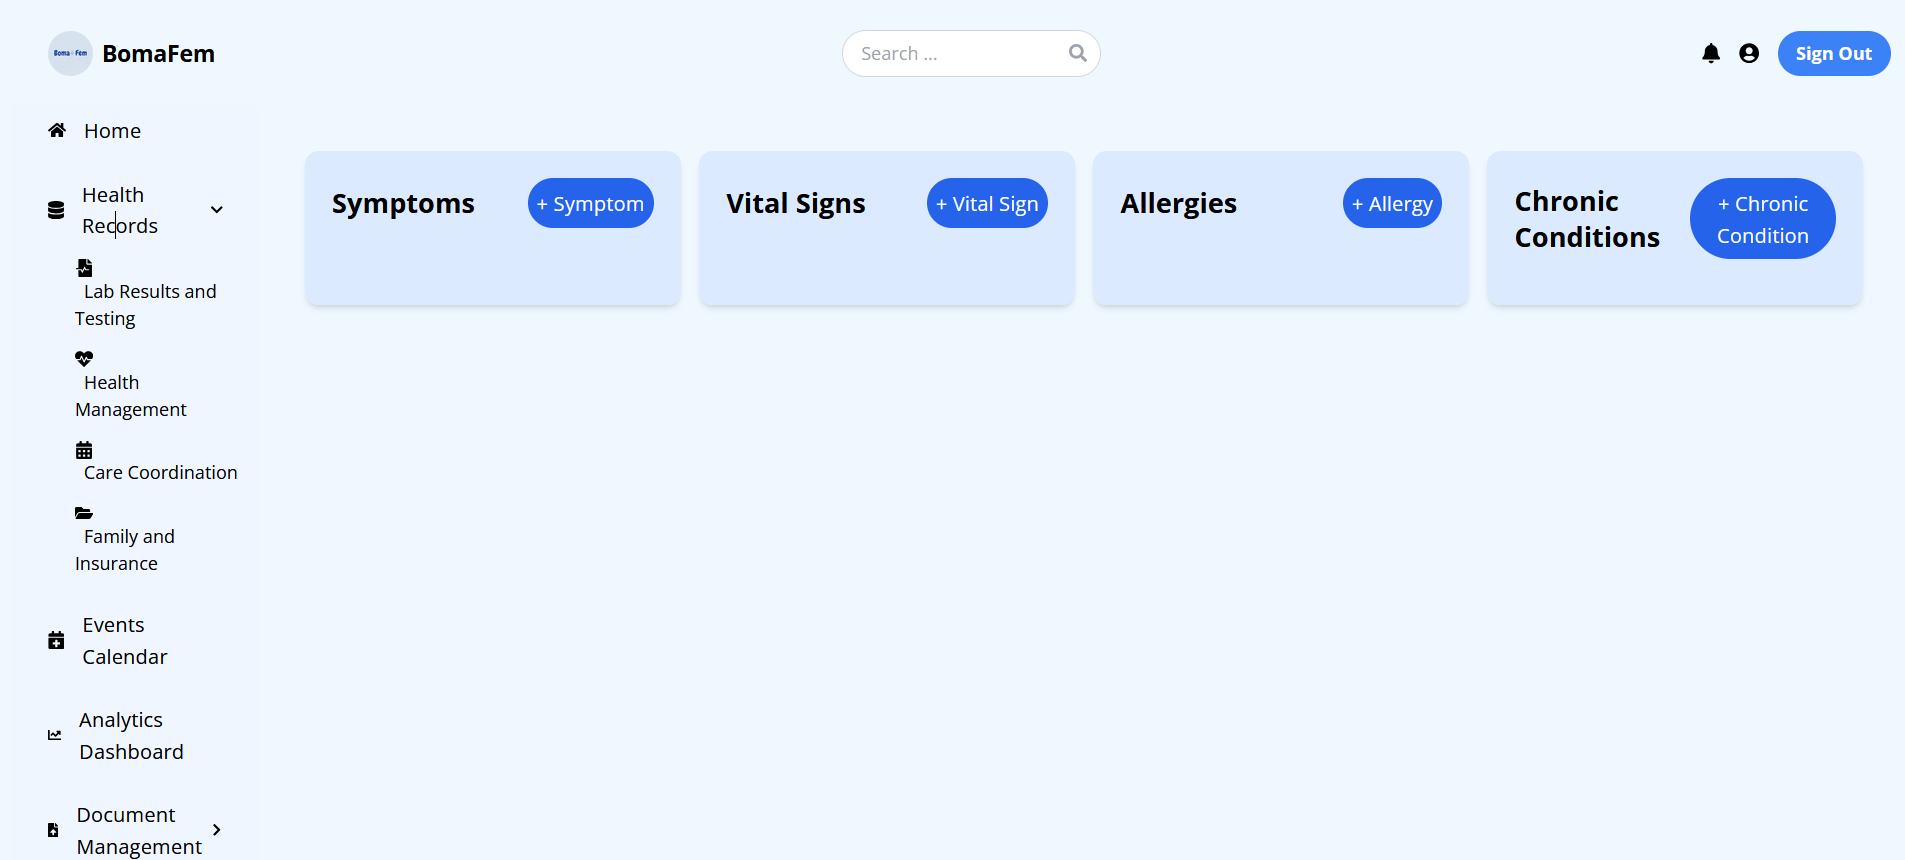 Boma Fem BomaFem
Search ...
Sign Out
Home
Health
Records
Lab Results and
Testing
Health
Management
Care Coordination
Family and
Insurance
Events
Calendar
Analytics
Dashboard
Document
Management
Symptoms + Symptom
Vital Signs + Vital Sign
Allergies + Allergy
Chronic
Conditions
+ Chronic
Condition